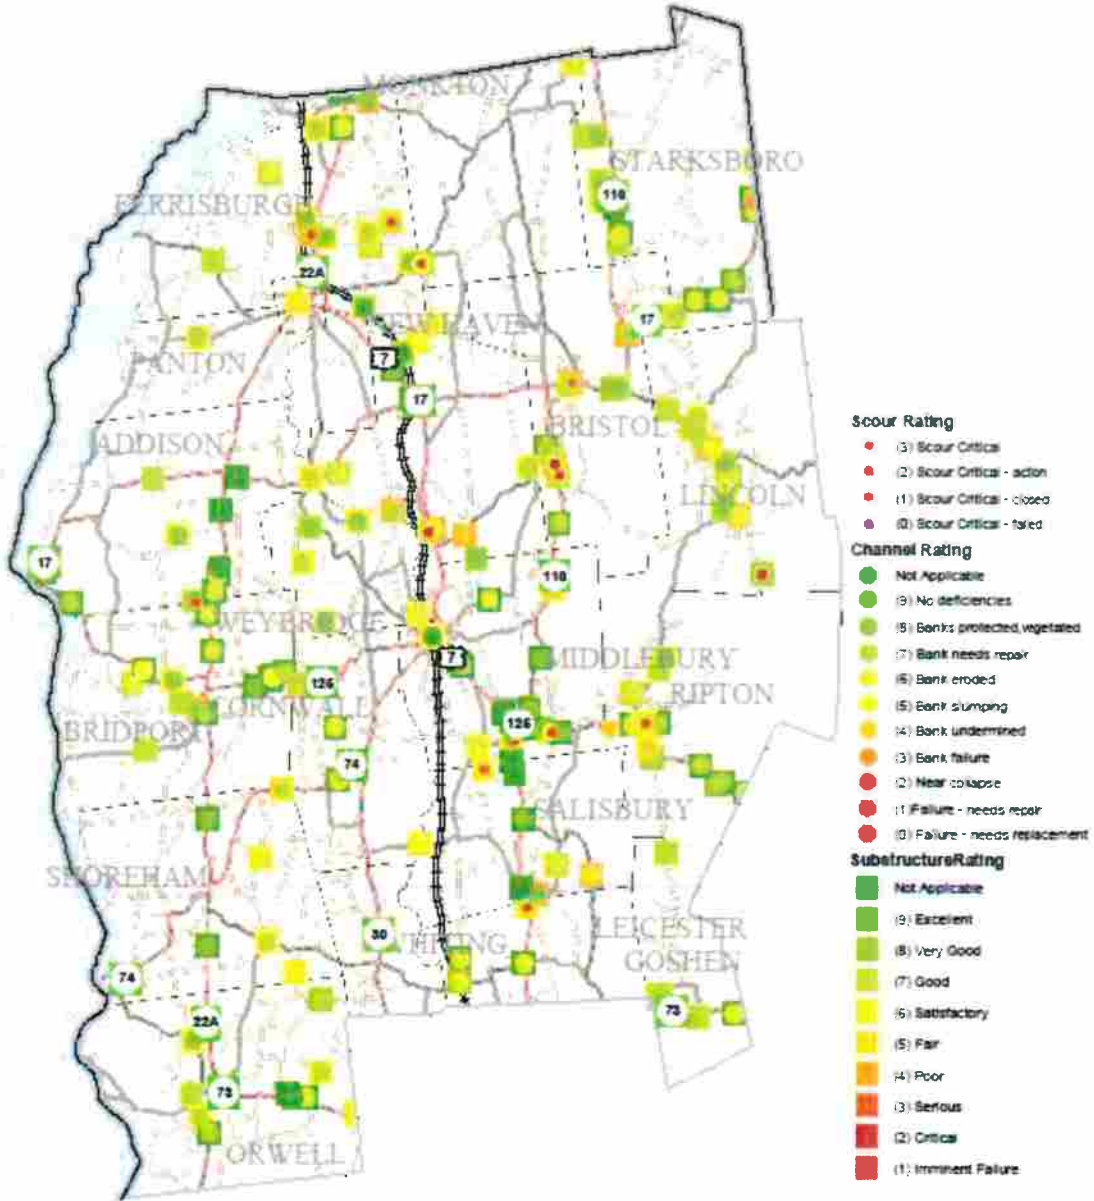 MONKTON
STARKSBORO
116
FERRISBURGH
22A
17
NEW HAVEN
7
PANTON
17
BRISTOL
ADDISON
LINCOLN
17
116
WEYBRIDGE
7
MIDDLEBURY
RIPTON
125
CORNWALL
125
BRIDPORT
74
SALISBURY
SHOREHAM
30
WHITING
LEICESTER
GOSHEN
74
73
22A
73
ORWELL
Scour Rating
(3) Scour Critical
(2) Scour Critical - action
(1) Scour Critical - closed
(0) Scour Critical - failed
Channel Rating
Not Applicable
(9) No deficiencies
(8) Banks protected, vegetated
(7) Bank needs repair
(6) Bank eroded
(5) Bank slumping
(4) Bank undermined
(3) Bank failure
(2) Near collapse
(1) Failure - needs repair
(0) Failure - needs replacement
SubstructureRating
Not Applicable
(9) Excellent
(8) Very Good
(7) Good
(6) Satisfactory
(5) Fair
(4) Poor
(3) Serious
(2) Critical
(1) Imminent Failure